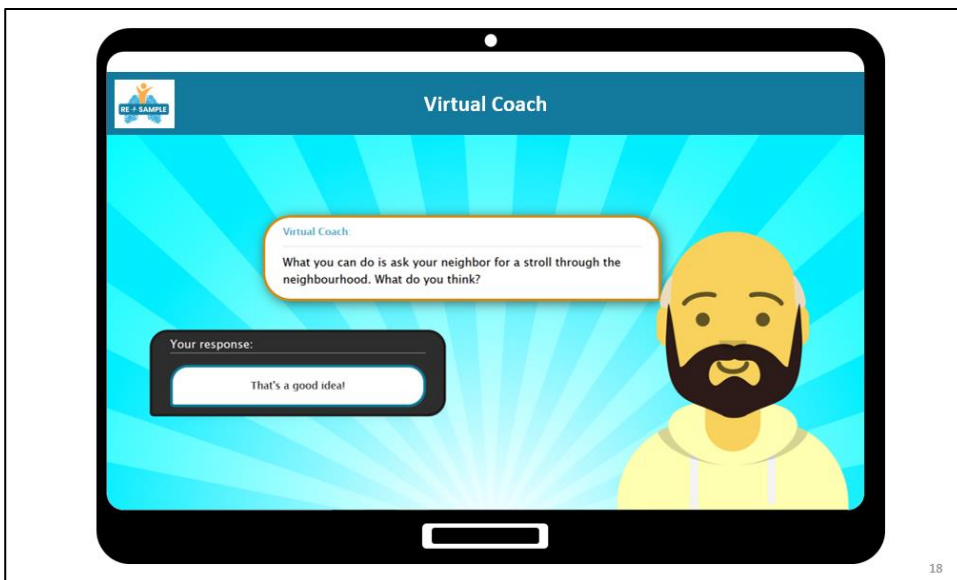 RE-SAMPLE
Virtual Coach
Virtual Coach:
What you can do is ask your neighbor for a stroll through the
neighbourhood. What do you think?
Your response:
That's a good idea!
18